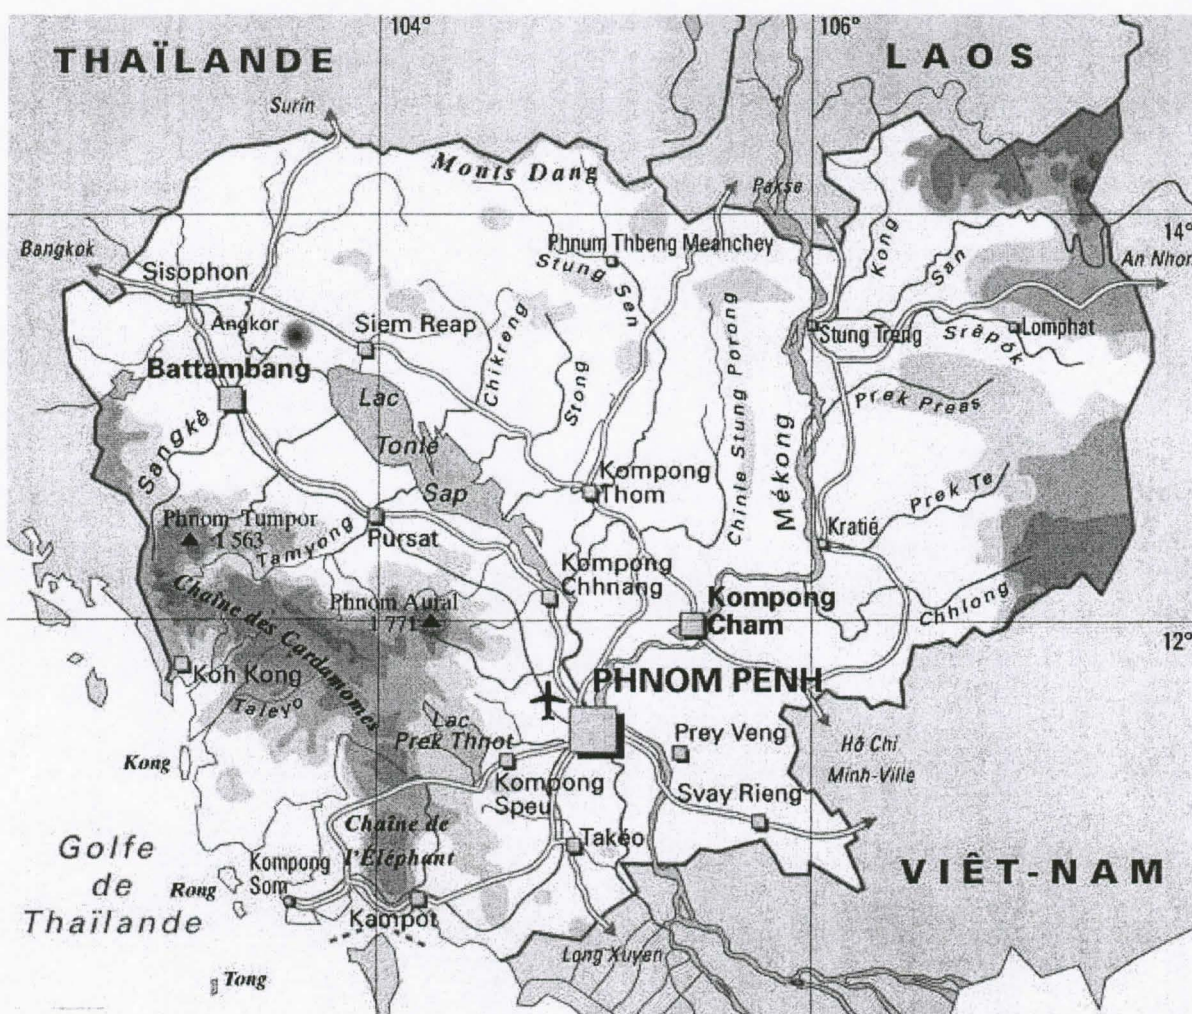 104°
106°
THAÏLANDE
LAOS
Surin
Monts Dang
Pakse
Kong
14°
Bangkok
Phnum Thbeng Meanchey
San
An Nhon
Sisophon
Stung
Sen
Angkor
Siem Reap
Chikreng
Stong
Chinle Stung Porong
Stung Treng
Srêpôk
Lomphat
Battambang
Lac
Tonlé
Sap
Prek Preas
Sangkê
Mékong
Kompong
Thom
Prek Te
Phnom Tumpor
1 563
Tamyong
Pursat
Kratié
Kompong
Chhnang
Chaîne des Cardamomes
Phnom Aural
1 771
Kompong
Cham
Chhlong
12°
Koh Kong
Taleyo
PHNOM PENH
Lac
Prek Thnot
Prey Veng
Kong
Hô Chi
Minh-Ville
Kompong
Speu
Svay Rieng
Golfe
de
Thaïlande
Chaîne de
l'Éléphant
Takéo
Kompong
Som
VIÊT-NAM
Rong
Kampot
Long Xuyen
Tong